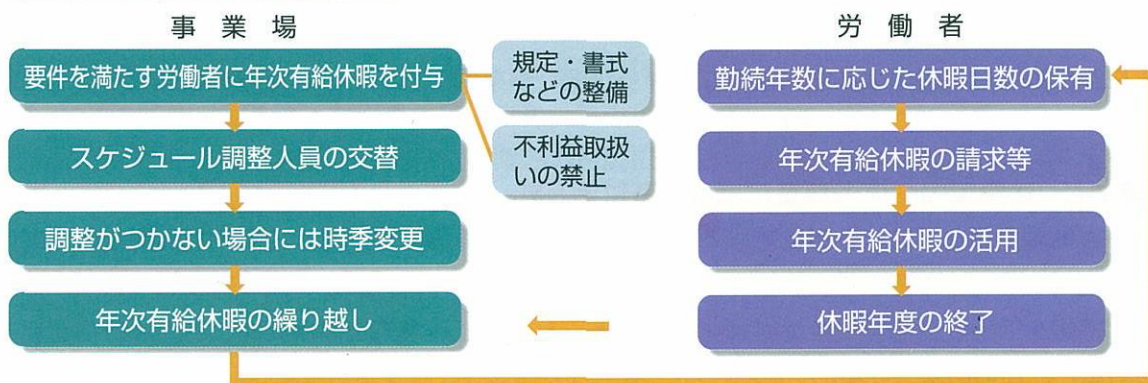 事業場
要件を満たす労働者に年次有給休暇を付与
規定・書式
などの整備
不利益取扱
いの禁止
スケジュール調整人員の交替
調整がつかない場合には時季変更
年次有給休暇の繰り越し
労働者
勤続年数に応じた休暇日数の保有
年次有給休暇の請求等
年次有給休暇の活用
休暇年度の終了